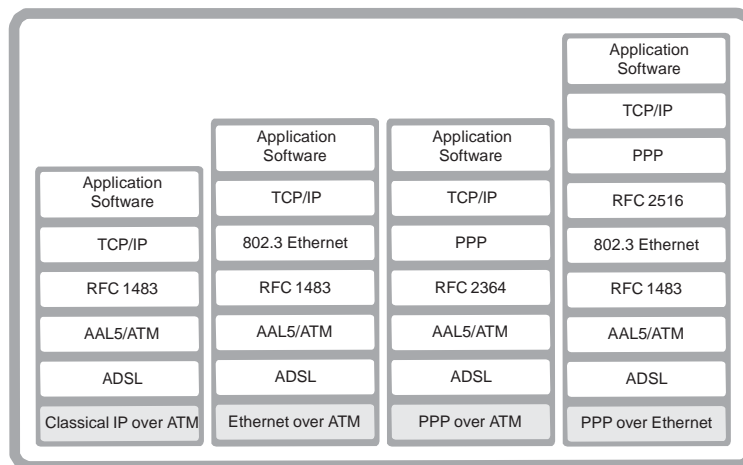 Application
Software
TCP/IP
RFC 1483
AAL5/ATM
ADSL
Classical IP over ATM
Application
Software
TCP/IP
802.3 Ethernet
RFC 1483
AAL5/ATM
ADSL
Ethernet over ATM
Application
Software
TCP/IP
PPP
RFC 2364
AAL5/ATM
ADSL
PPP over ATM
Application
Software
TCP/IP
PPP
RFC 2516
802.3 Ethernet
RFC 1483
AAL5/ATM
ADSL
PPP over Ethernet